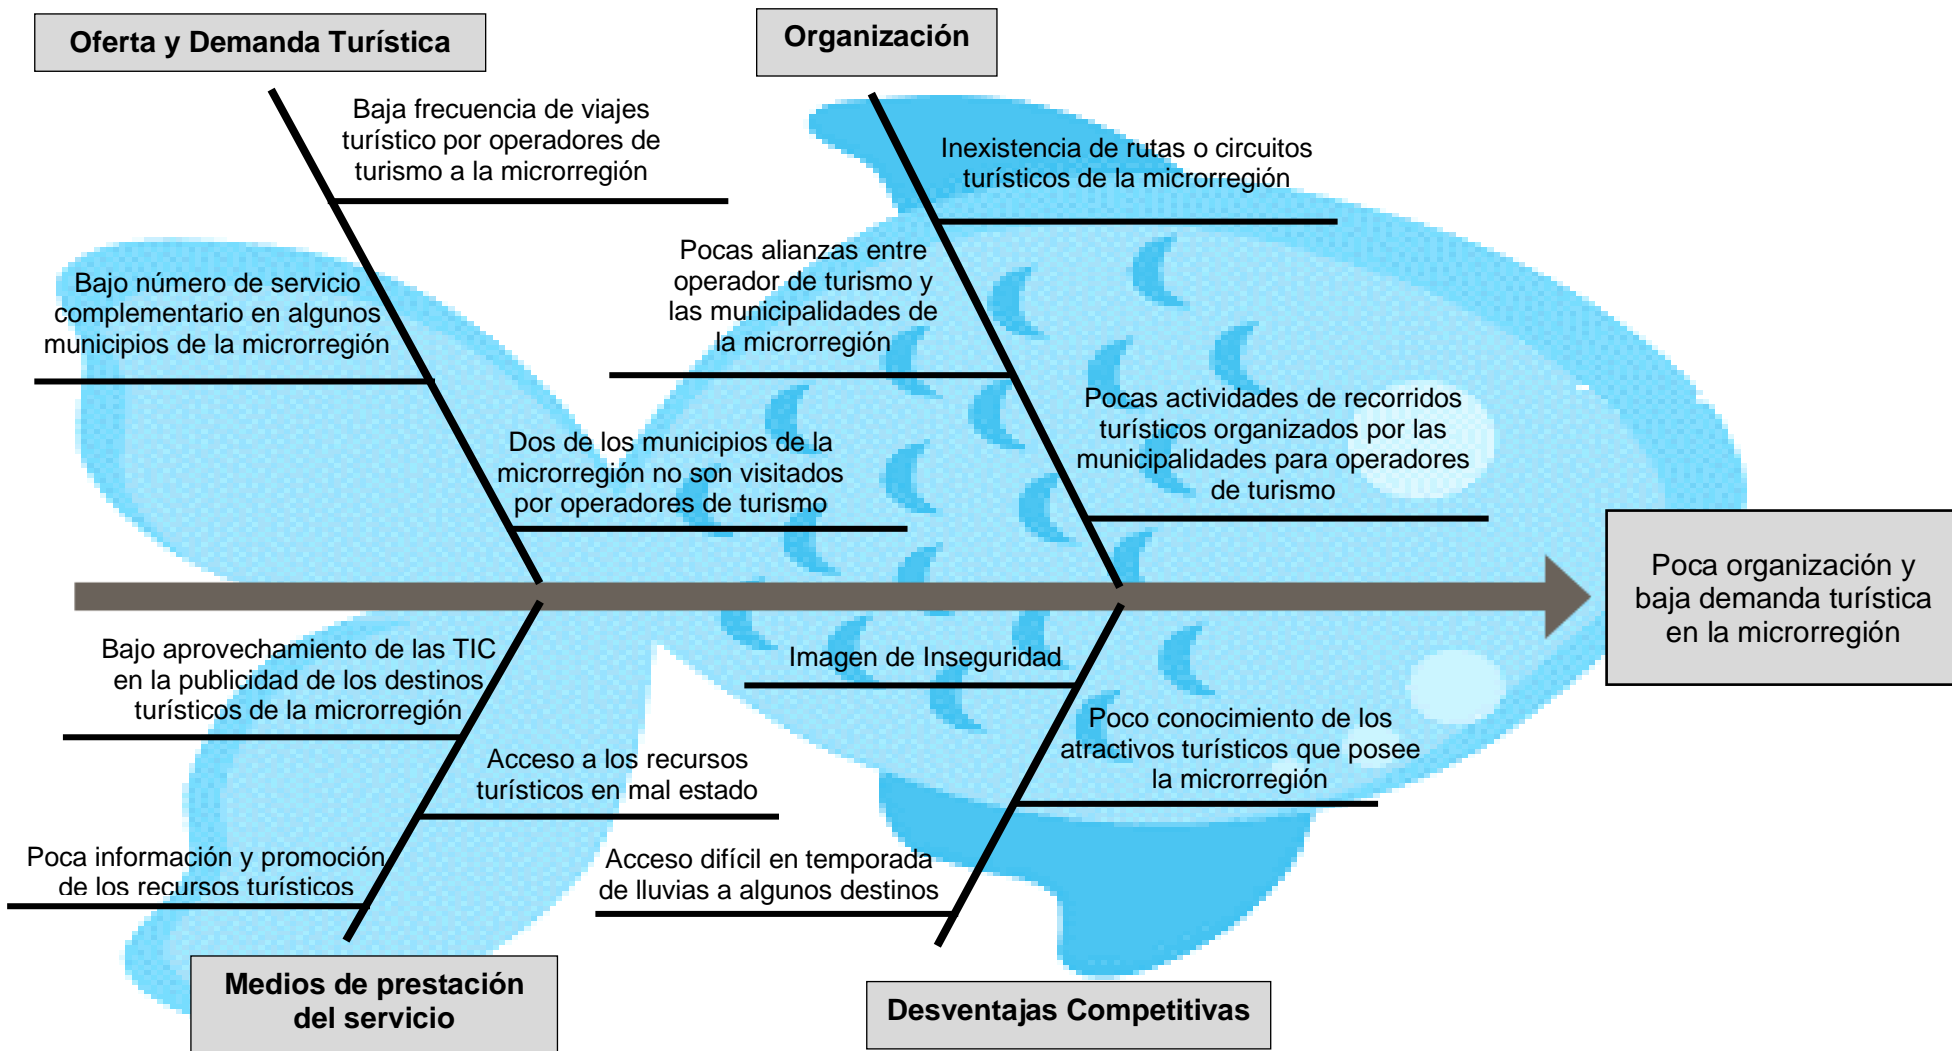 Oferta y Demanda Turística
Organización
Baja frecuencia de viajes
turístico por operadores de
turismo a la microrregión
Inexistencia de rutas o circuitos
turísticos de la microrregión
Bajo número de servicio
complementario en algunos
municipios de la microrregión
Pocas alianzas entre
operador de turismo y
las municipalidades de
la microrregión
Dos de los municipios de la
microrregión no son visitados
por operadores de turismo
Pocas actividades de recorridos
turísticos organizados por las
municipalidades para operadores
de turismo
Poca organización y
baja demanda turística
en la microrregión
Bajo aprovechamiento de las TIC
en la publicidad de los destinos
turísticos de la microrregión
Imagen de Inseguridad
Acceso a los recursos
turísticos en mal estado
Poco conocimiento de los
atractivos turísticos que posee
la microrregión
Poca información y promoción
de los recursos turísticos
Acceso difícil en temporada
de lluvias a algunos destinos
Medios de prestación
del servicio
Desventajas Competitivas